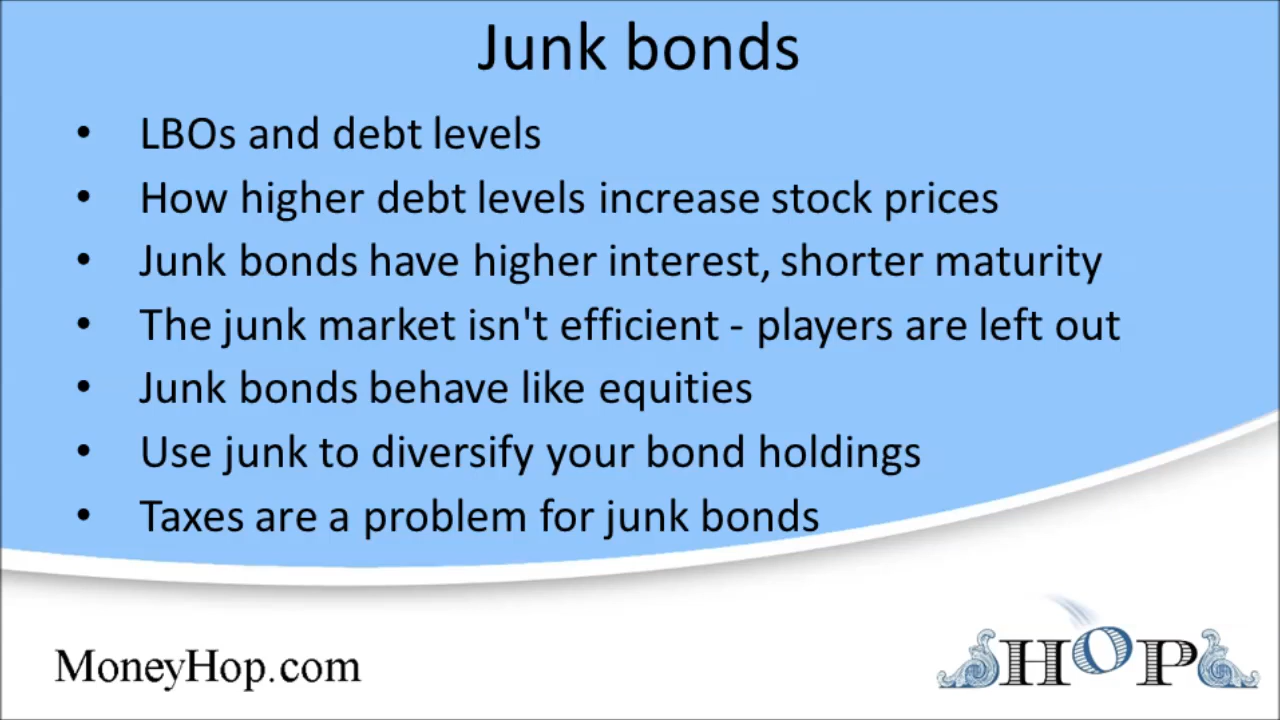 Junk bonds
• LBOs and debt levels
• How higher debt levels increase stock prices
• Junk bonds have higher interest, shorter maturity
• The junk market isn't efficient - players are left out
• Junk bonds behave like equities
• Use junk to diversify your bond holdings
• Taxes are a problem for junk bonds
MoneyHop.com
HOP